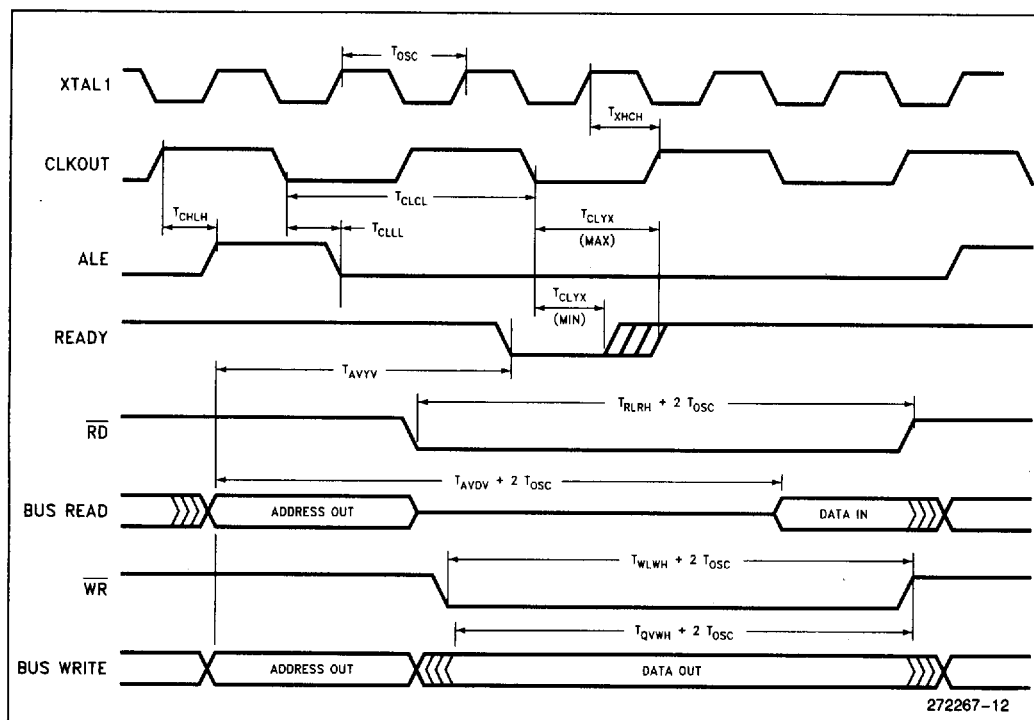 T_OSC
XTAL1
T_XHCH
CLKOUT
T_CLCL
T_CHLH
T_CLLL
T_CLYX
(MAX)
ALE
T_CLYX
(MIN)
READY
T_AVYV
T_RLRH + 2 T_OSC
RD
T_AVDV + 2 T_OSC
BUS READ
ADDRESS OUT
DATA IN
T_WLWH + 2 T_OSC
WR
T_QVWH + 2 T_OSC
BUS WRITE
ADDRESS OUT
DATA OUT
272267-12